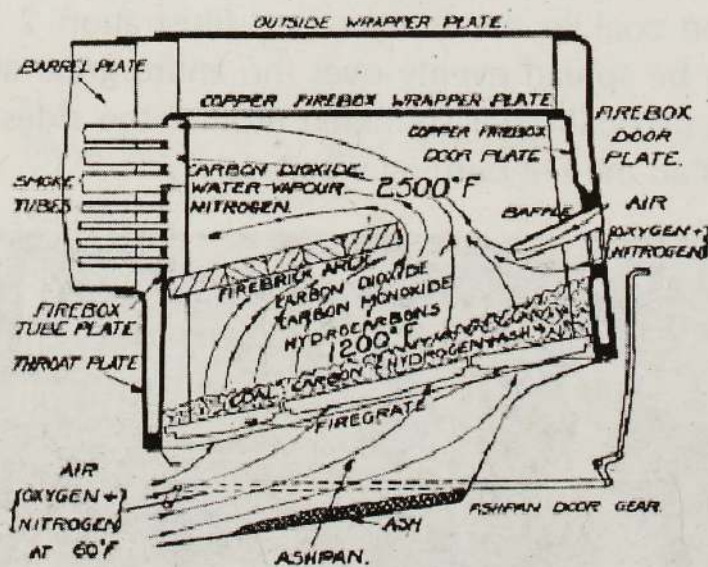 OUTSIDE WRAPPER PLATE.
BARREL PLATE
COPPER FIREBOX WRAPPER PLATE
FIREBOX
DOOR
PLATE.
COPPER FIREBOX
DOOR PLATE
SMOKE
TUBES
CARBON DIOXIDE
WATER VAPOUR
NITROGEN.
2500°F
BAFFLE
AIR
(OXYGEN +)
(NITROGEN)
FIREBRICK ARCH
CARBON DIOXIDE
CARBON MONOXIDE
HYDROCARBONS
1200°F
FIREBOX
TUBE PLATE
THROAT PLATE
COAL CARBON HYDROGEN + ASH
FIREGRATE
AIR
{OXYGEN +}
{NITROGEN}
AT 60°F
ASHPAN DOOR GEAR.
ASH
ASHPAN.